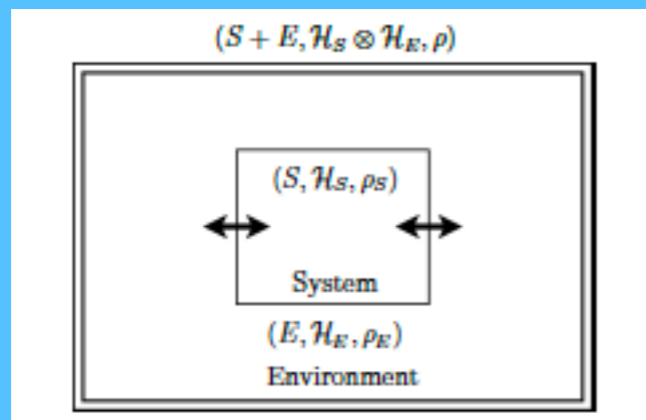 (S + E, ℋ_S ⊗ ℋ_E, ρ)
(S, ℋ_S, ρ_S)
System
(E, ℋ_E, ρ_E)
Environment